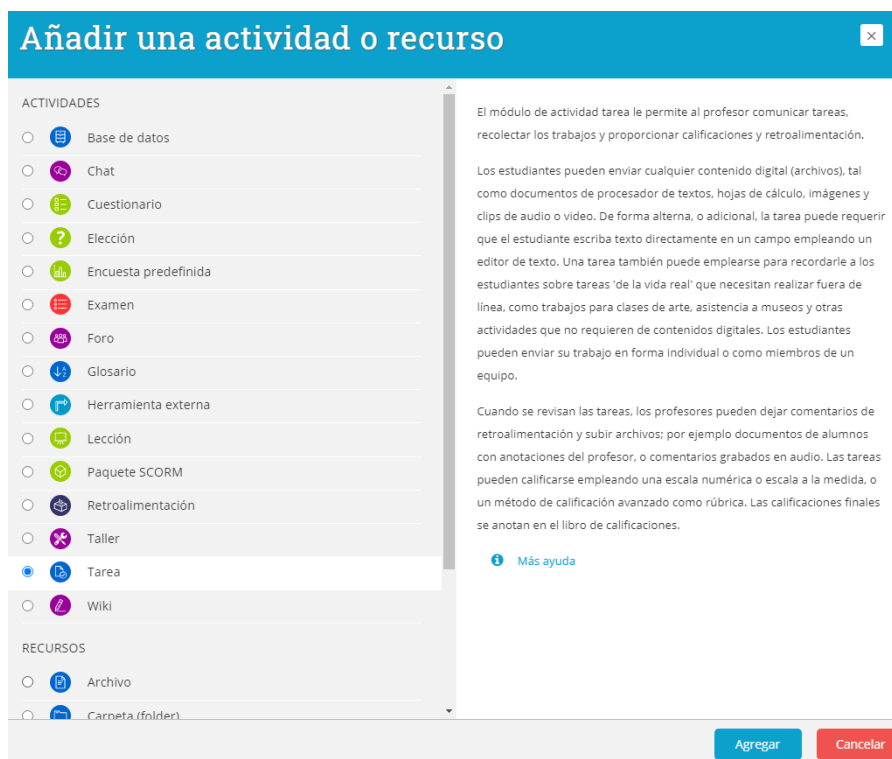 Añadir una actividad o recurso
ACTIVIDADES
Base de datos
Chat
Cuestionario
Elección
Encuesta predefinida
Examen
Foro
Glosario
Herramienta externa
Lección
Paquete SCORM
Retroalimentación
Taller
Tarea
Wiki
RECURSOS
Archivo
Carpeta (folder)
El módulo de actividad tarea le permite al profesor comunicar tareas,
recolectar los trabajos y proporcionar calificaciones y retroalimentación.
Los estudiantes pueden enviar cualquier contenido digital (archivos), tal
como documentos de procesador de textos, hojas de cálculo, imágenes y
clips de audio o video. De forma alterna, o adicional, la tarea puede requerir
que el estudiante escriba texto directamente en un campo empleando un
editor de texto. Una tarea también puede emplearse para recordarle a los
estudiantes sobre tareas 'de la vida real' que necesitan realizar fuera de
línea, como trabajos para clases de arte, asistencia a museos y otras
actividades que no requieren de contenidos digitales. Los estudiantes
pueden enviar su trabajo en forma individual o como miembros de un
equipo.
Cuando se revisan las tareas, los profesores pueden dejar comentarios de
retroalimentación y subir archivos; por ejemplo documentos de alumnos
con anotaciones del profesor, o comentarios grabados en audio. Las tareas
pueden calificarse empleando una escala numérica o escala a la medida, o
un método de calificación avanzado como rúbrica. Las calificaciones finales
se anotan en el libro de calificaciones.
Más ayuda
Agregar
Cancelar